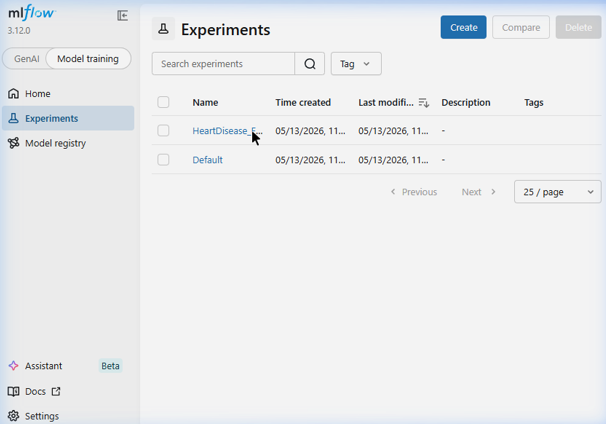 mlflow
3.12.0
GenAI Model training
Home
Experiments
Model registry
Assistant Beta
Docs
Settings
Experiments
Create Compare Delete
Search experiments Tag
Name Time created Last modifi... Description Tags
HeartDisease_E... 05/13/2026, 11... 05/13/2026, 11... -
Default 05/13/2026, 11... 05/13/2026, 11... -
Previous Next 25 / page